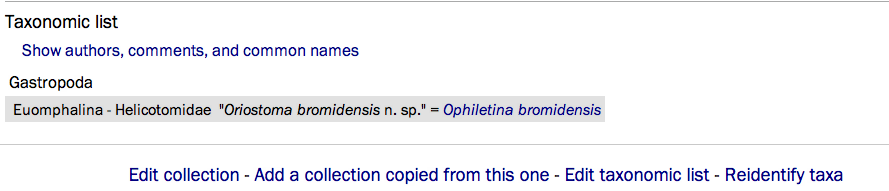 Taxonomic list
Show authors, comments, and common names
Gastropoda
Euomphalina - Helicotomidae "Oriostoma bromidensis n. sp." = Ophiletina bromidensis
Edit collection - Add a collection copied from this one - Edit taxonomic list - Reidentify taxa